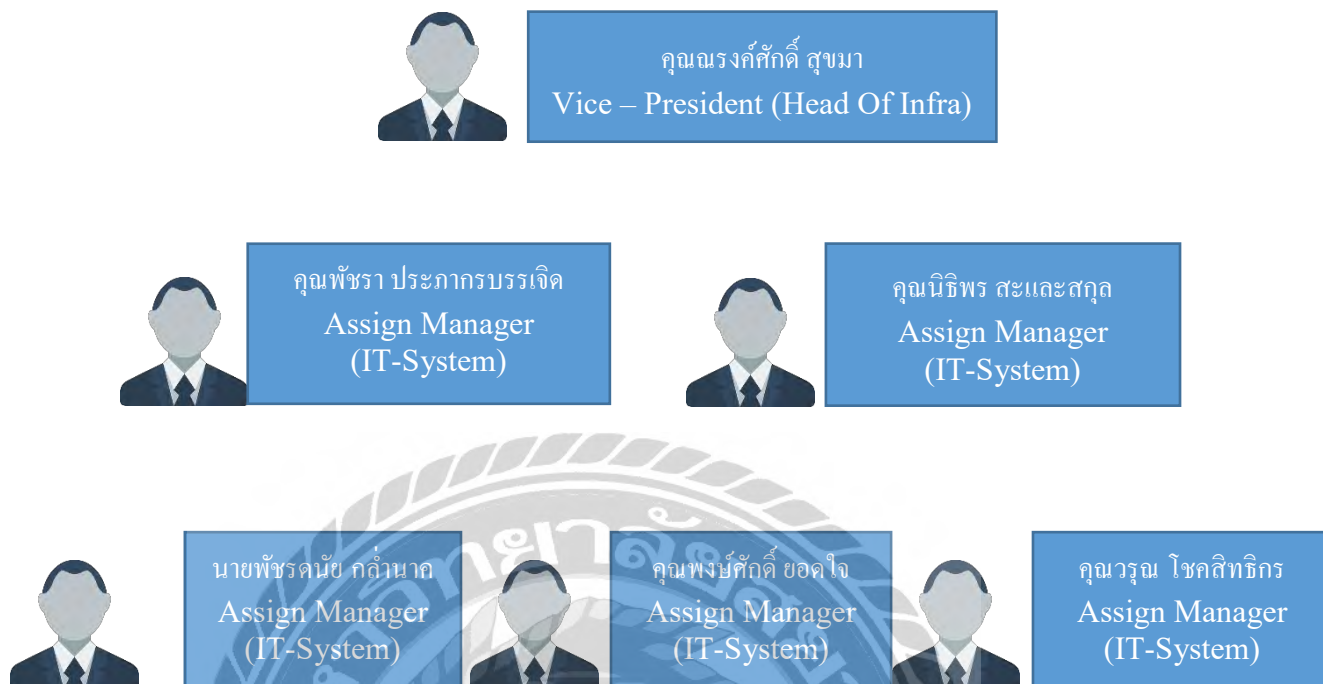 คุณณรงค์ศักดิ์ สุขมา
Vice – President (Head Of Infra)
คุณพัชรา ประภากรบรรเจิด
Assign Manager
(IT-System)
คุณนิธิพร สะและสกุล
Assign Manager
(IT-System)
นายพัชรดนัย กล่ำนาค
Assign Manager
(IT-System)
คุณพงษ์ศักดิ์ ยอดใจ
Assign Manager
(IT-System)
คุณวรุณ โชคสิทธิกร
Assign Manager
(IT-System)